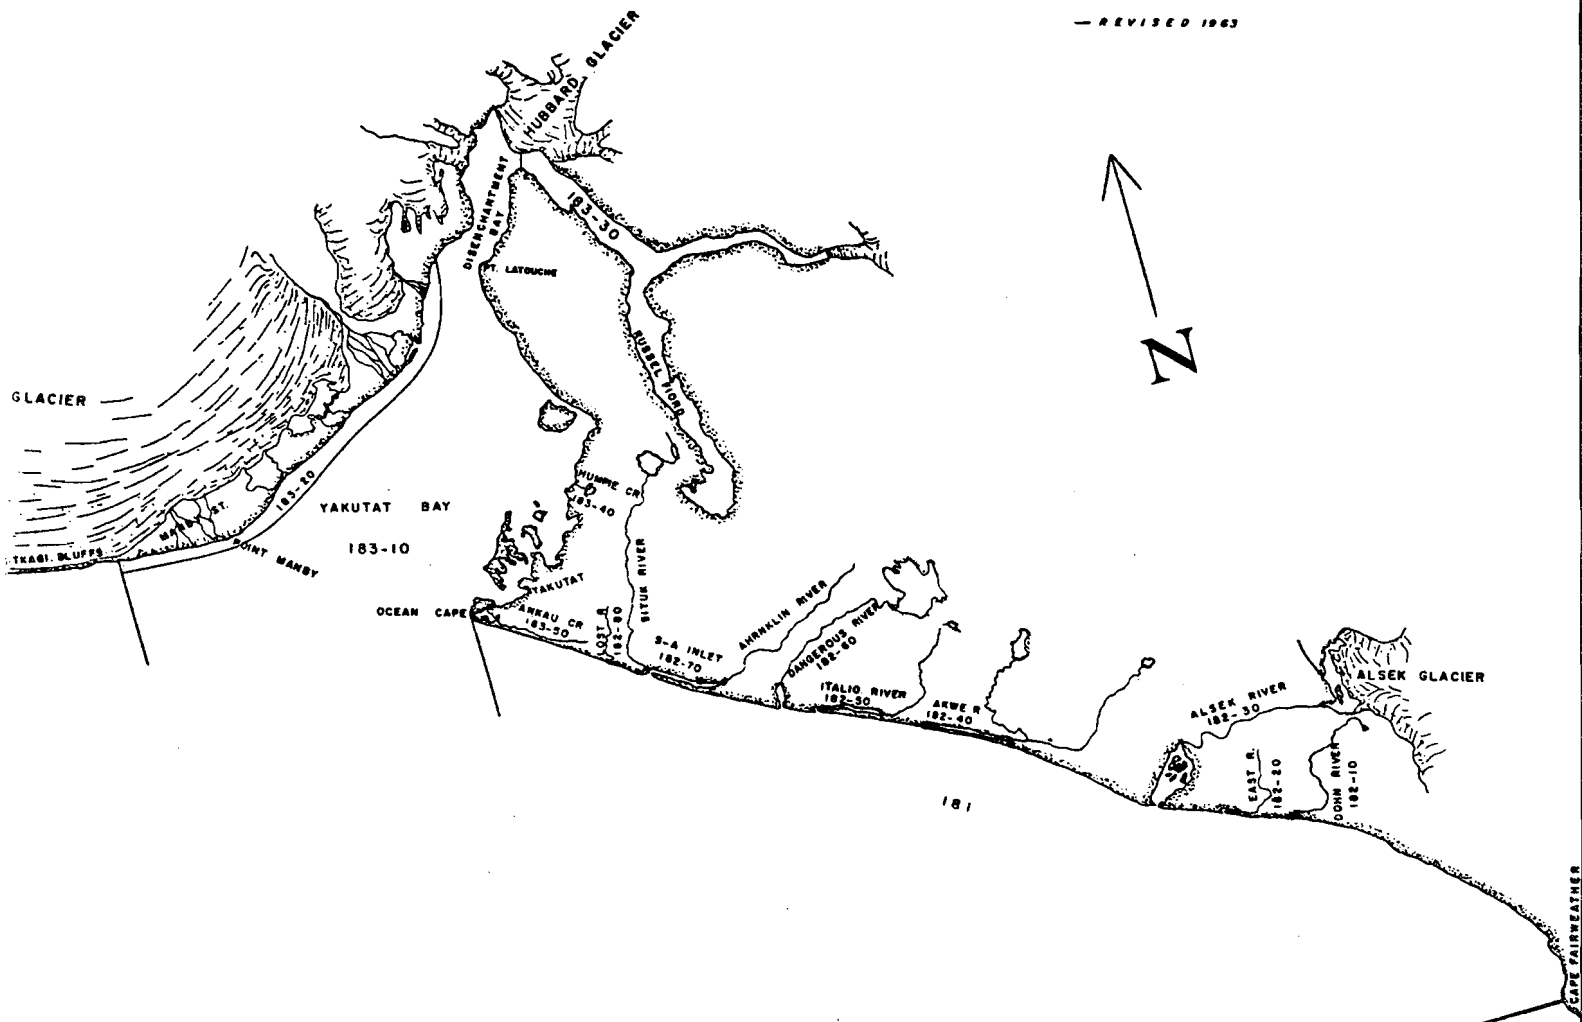 — REVISED 1963
HUBBARD GLACIER
DISENCHANTMENT
BAY
183-30
PT. LATOUCHE
RUSSEL FIORD
N
GLACIER
183-20
YAKUTAT BAY
183-10
MANBY ST.
POINT MANBY
BLUFFS
HUMPIE CR
183-40
SITUK RIVER
YAKUTAT
OCEAN CAPE
ANKAU CR
183-50
LOST R
182-80
S-A INLET
182-70
AHRNKLIN RIVER
DANGEROUS RIVER
182-60
ITALIO RIVER
182-50
AKWE R
182-40
ALSEK RIVER
182-30
ALSEK GLACIER
EAST R.
182-20
DOHN RIVER
182-10
181
CAPE FAIRWEATHER